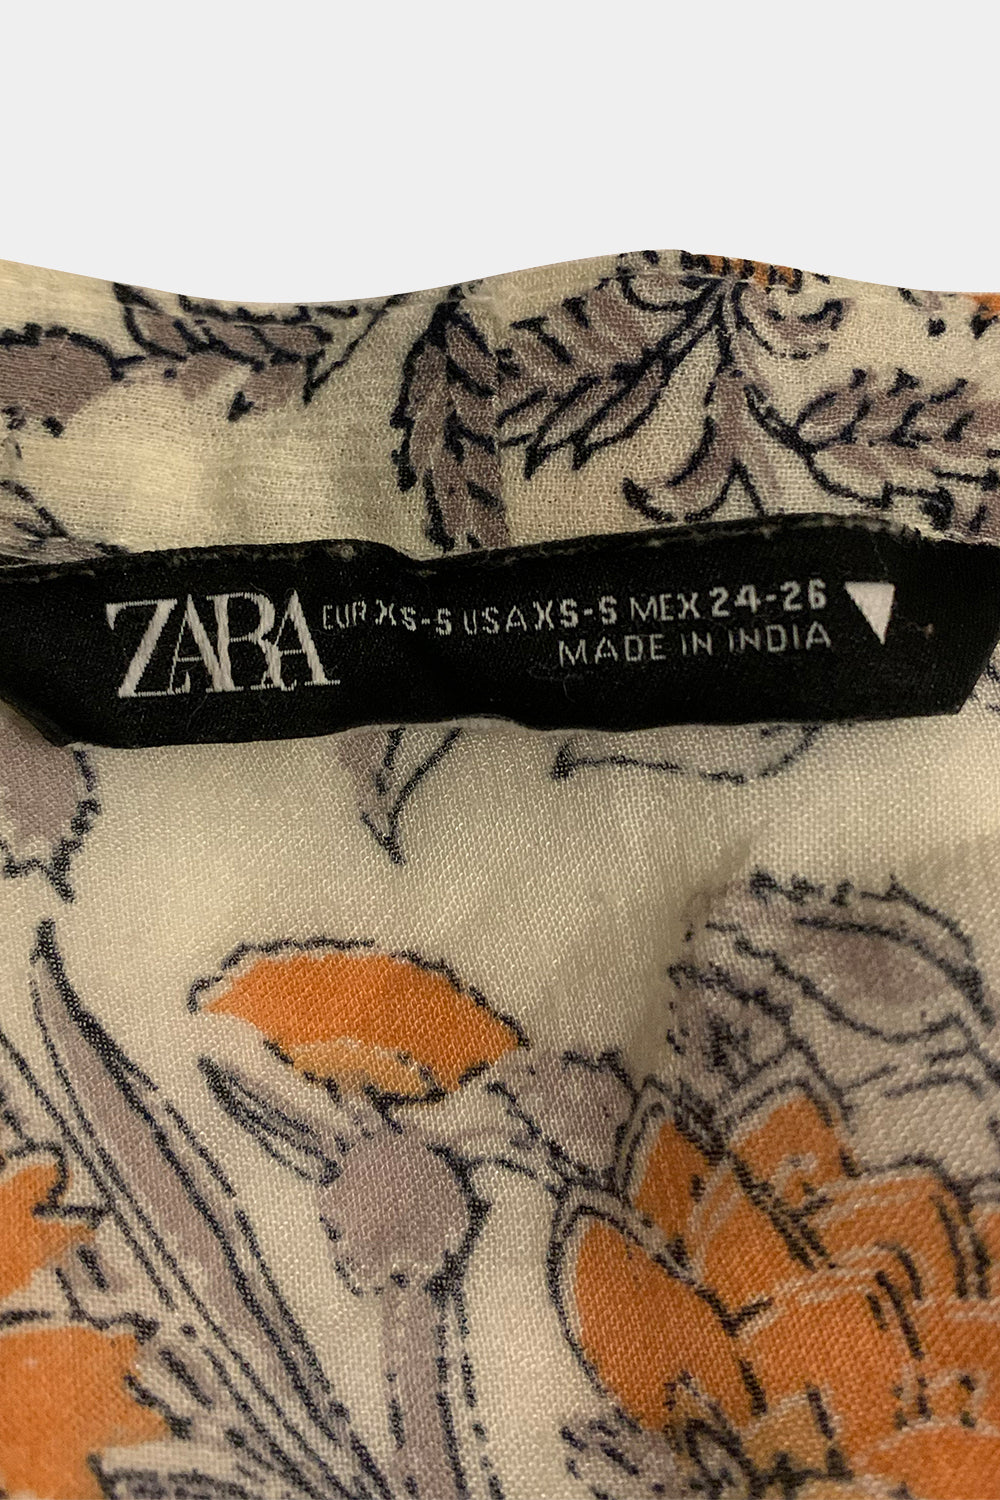 ZARA EUR XS-S USA XS-S MEX 24-26
MADE IN INDIA